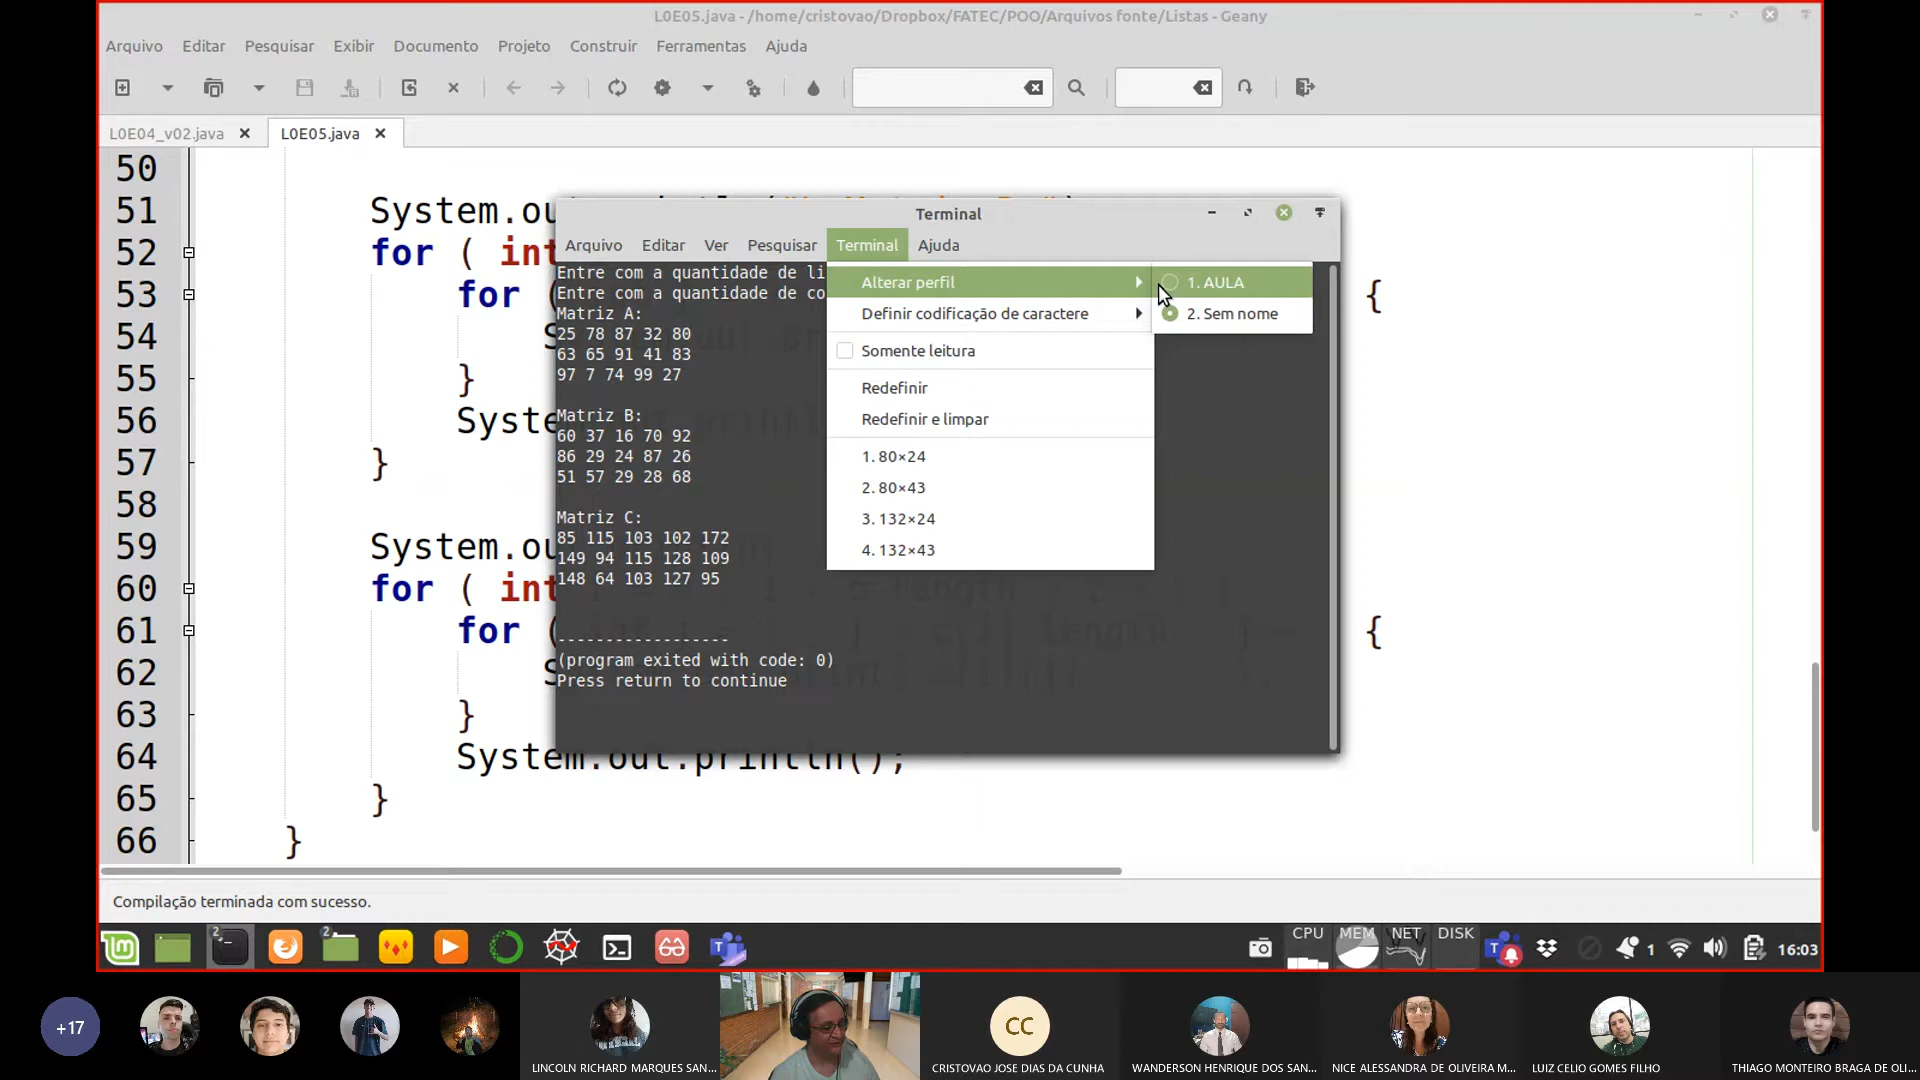 L0E05.java - /home/cristovao/Dropbox/FATEC/POO/Arquivos fonte/Listas - Geany
Arquivo Editar Pesquisar Exibir Documento Projeto Construir Ferramentas Ajuda
L0E04_v02.java L0E05.java
50
51 System.ou
52 for ( int
53 for ( {
54 S
55 }
56 Syste
57 }
58
59 System.ou
60 for ( int
61 for ( {
62 S
63 }
64 System.out.println();
65 }
66 }
Terminal
Arquivo Editar Ver Pesquisar Terminal Ajuda
Entre com a quantidade de li
Entre com a quantidade de co
Matriz A:
25 78 87 32 80
63 65 91 41 83
97 7 74 99 27
Matriz B:
60 37 16 70 92
86 29 24 87 26
51 57 29 28 68
Matriz C:
85 115 103 102 172
149 94 115 128 109
148 64 103 127 95
------------------
(program exited with code: 0)
Press return to continue
Alterar perfil
Definir codificação de caractere
Somente leitura
Redefinir
Redefinir e limpar
1. 80×24
2. 80×43
3. 132×24
4. 132×43
1. AULA
2. Sem nome
Compilação terminada com sucesso.
2 2 CPU MEM NET DISK 1 16:03
+17
CC
LINCOLN RICHARD MARQUES SAN...
CRISTOVAO JOSE DIAS DA CUNHA
WANDERSON HENRIQUE DOS SAN...
NICE ALESSANDRA DE OLIVEIRA M...
LUIZ CELIO GOMES FILHO
THIAGO MONTEIRO BRAGA DE OLI...